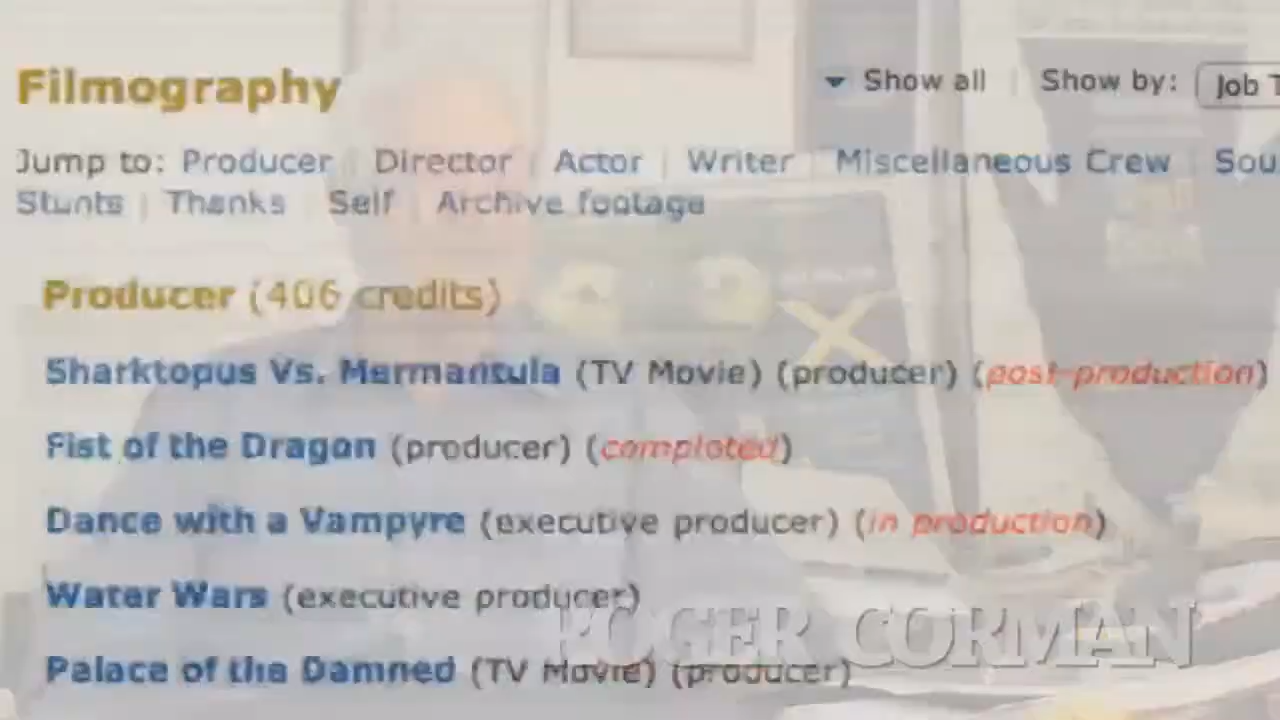 Filmography
Show all | Show by: Job
Jump to: Producer | Director | Actor | Writer | Miscellaneous Crew |
Stunts | Thanks | Self | Archive footage
Producer (406 credits)
Sharktopus Vs. Mermantula (TV Movie) (producer) (post-production)
Fist of the Dragon (producer) (completed)
Dance with a Vampyre (executive producer) (in production)
Water Wars (executive producer)
ROGER CORMAN
Palace of the Damned (TV Movie) (producer)